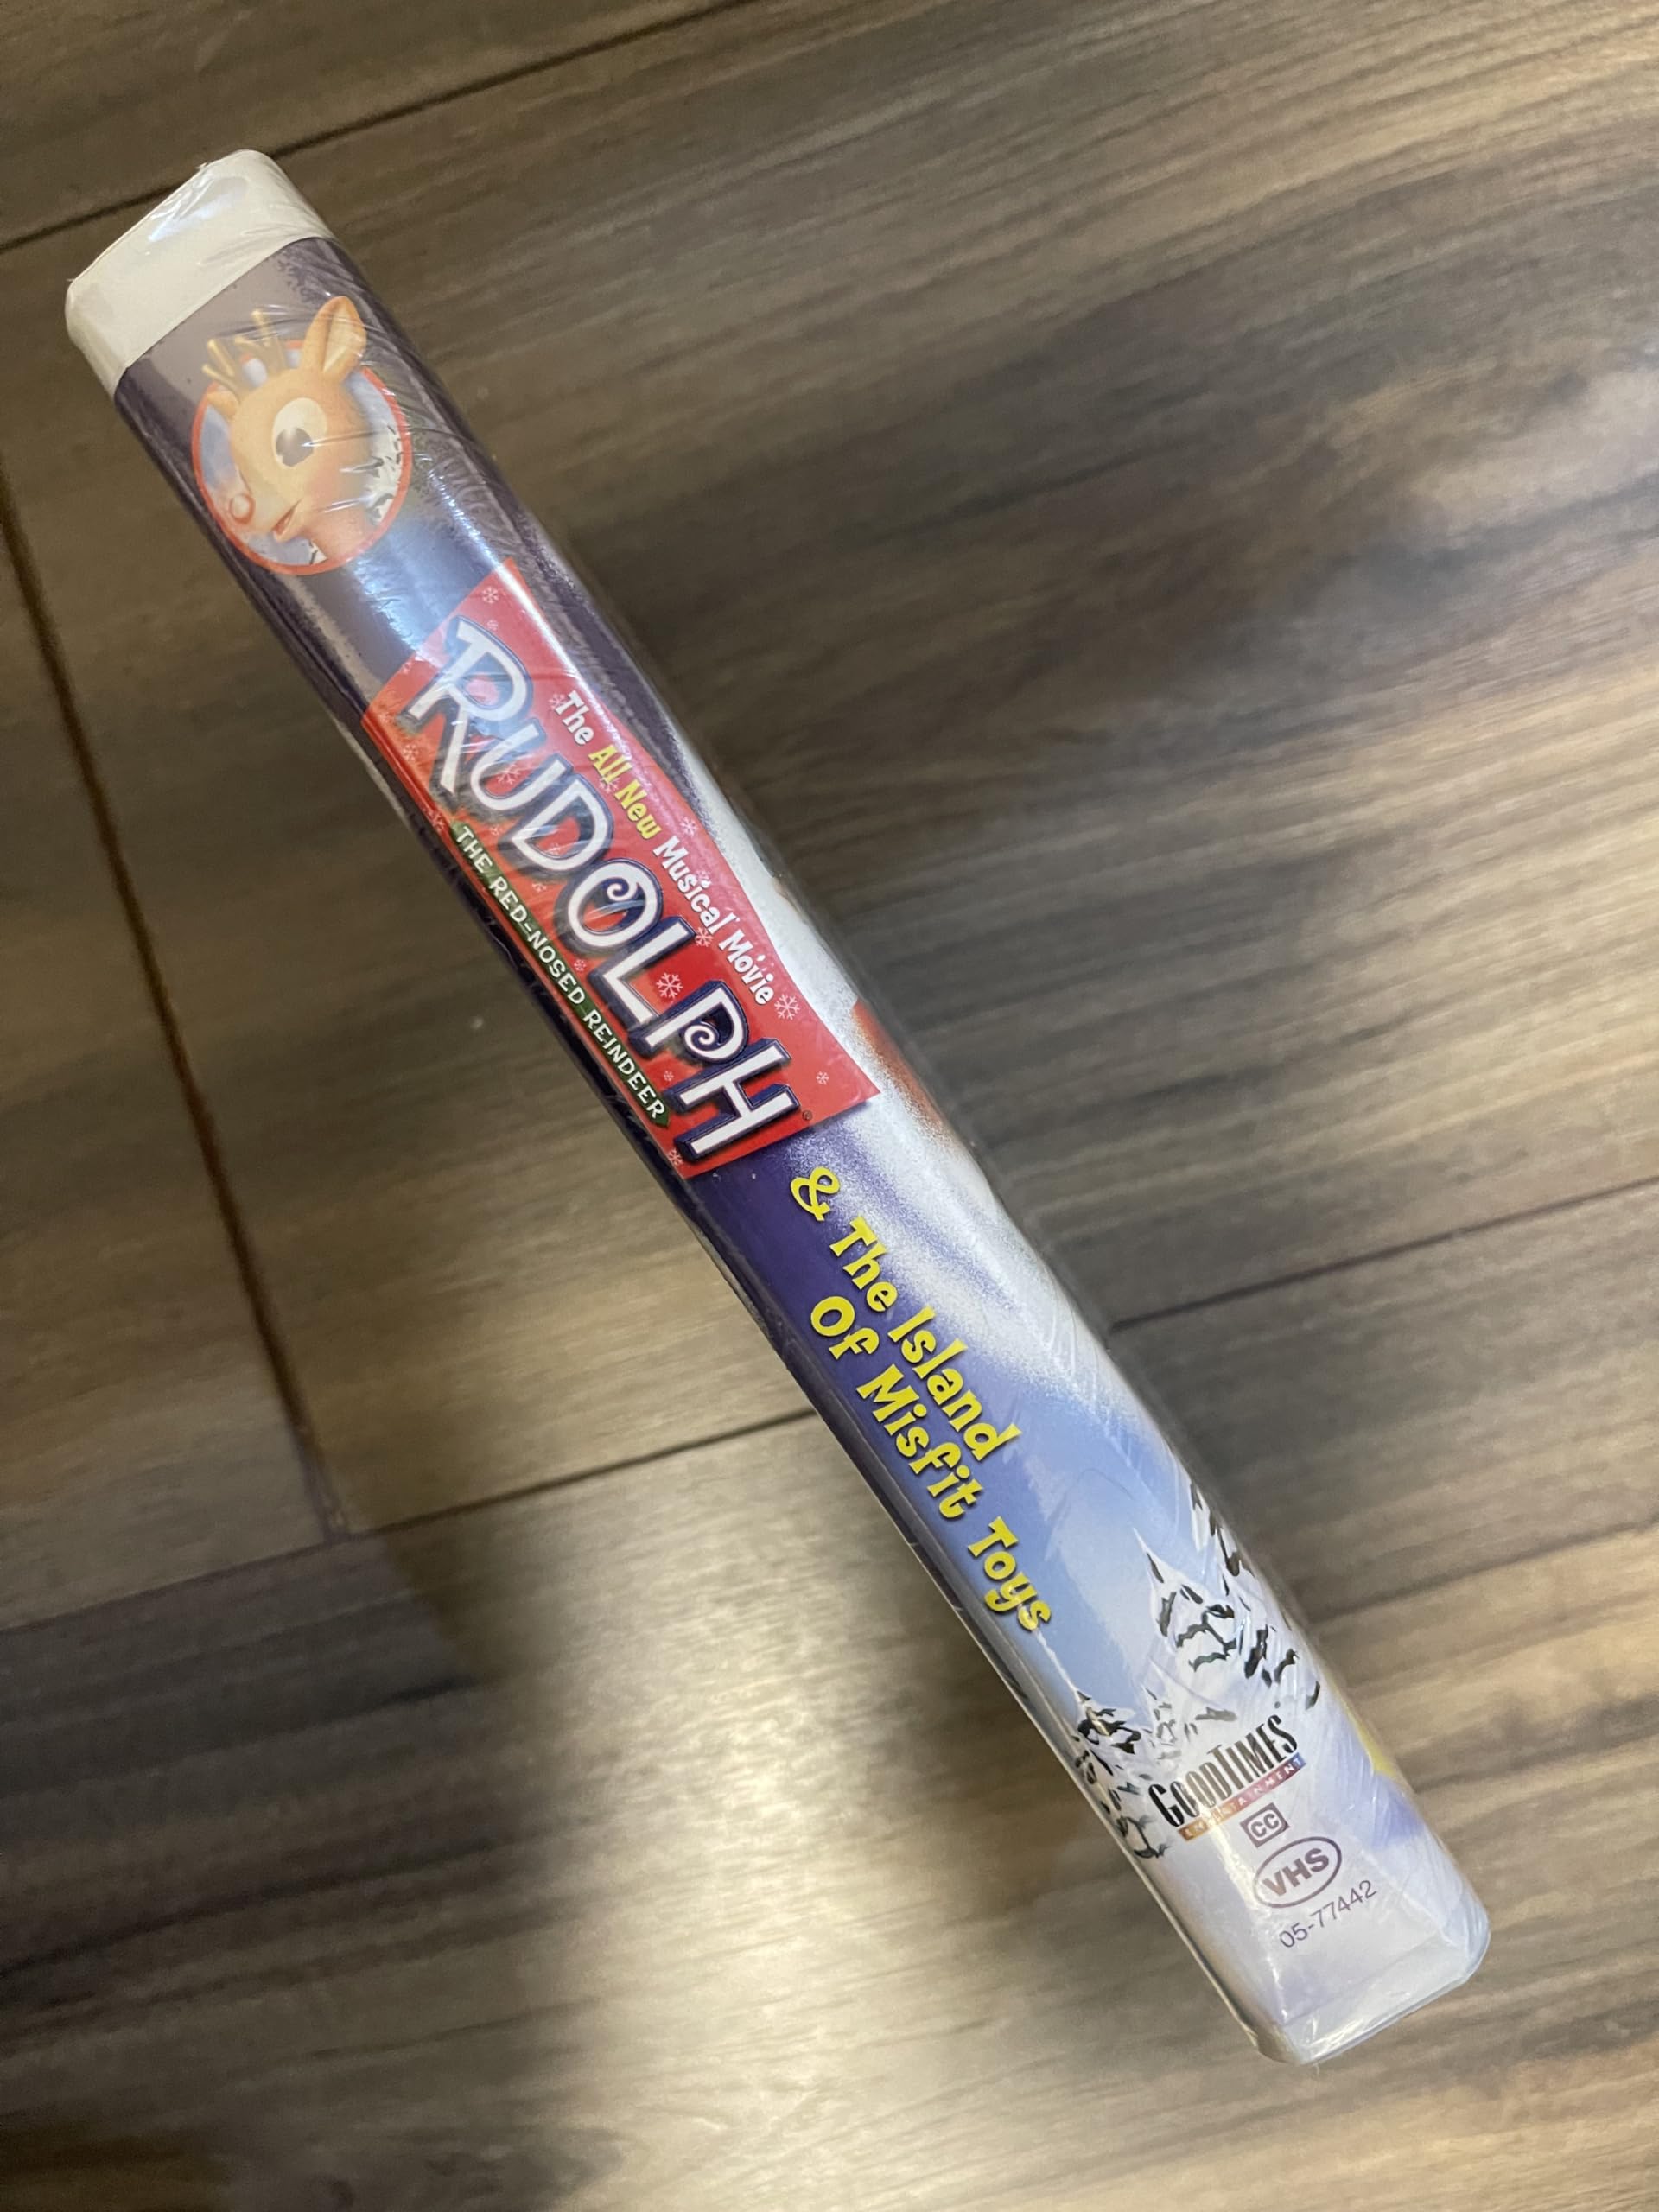 The All New Musical Movie
RUDOLPH®
THE RED-NOSED REINDEER
& The Island
Of Misfit Toys
GOODTIMES
ENTERTAINMENT
CC
VHS
05-77442